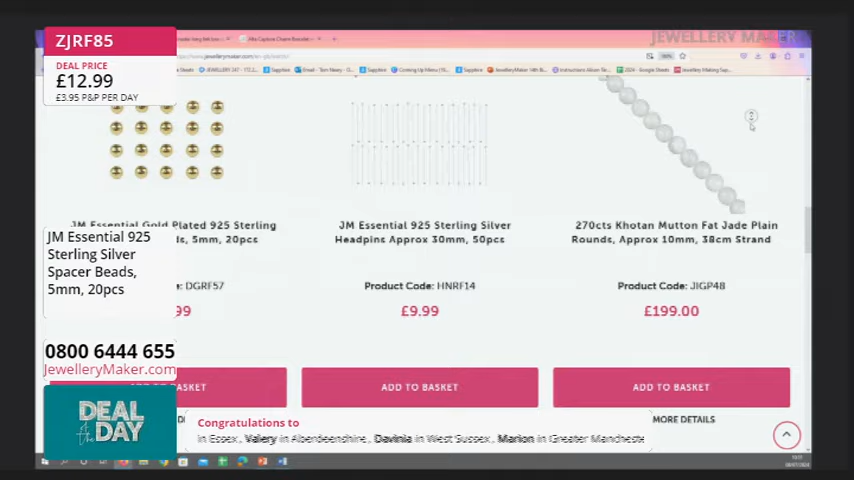 JEWELLERY MAKER
ZJRF85
DEAL PRICE
£12.99
£3.95 P&P PER DAY
JM Essential Gold Plated 925 Sterling
ds, 5mm, 20pcs
JM Essential 925 Sterling Silver
Headpins Approx 30mm, 50pcs
270cts Khotan Mutton Fat Jade Plain
Rounds, Approx 10mm, 38cm Strand
JM Essential 925
Sterling Silver
Spacer Beads,
5mm, 20pcs
e: DGRF57
Product Code: HNRF14
Product Code: JIGP48
99
£9.99
£199.00
0800 6444 655
JewelleryMaker.com
BASKET
ADD TO BASKET
ADD TO BASKET
DEAL
of the
DAY
MORE DETAILS
Congratulations to
in Essex, Valery in Aberdeenshire, Davinia in West Sussex, Marion in Greater Mancheste